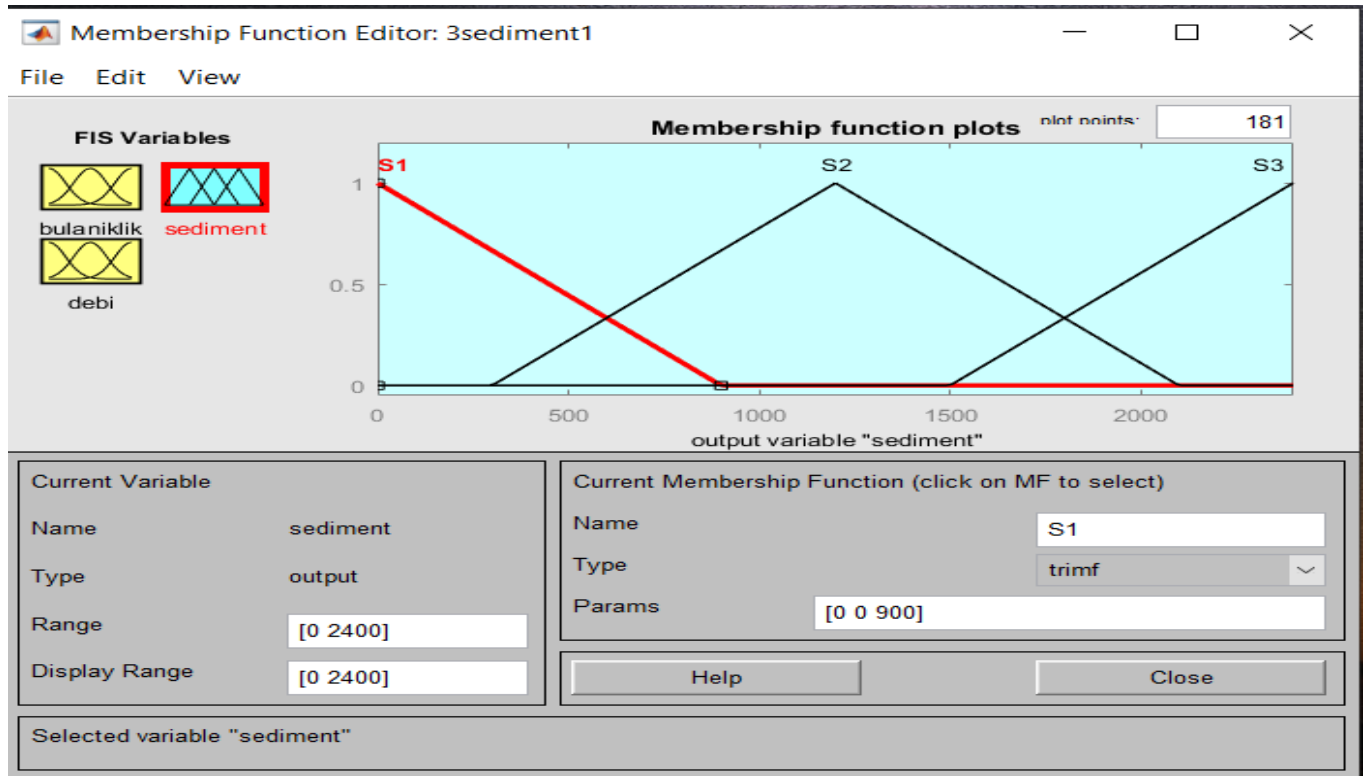 Membership Function Editor: 3sediment1
File Edit View
FIS Variables
bulaniklik sediment
debi
Membership function plots plot points: 181
S1 S2 S3
1
0.5
0
0 500 1000 1500 2000
output variable "sediment"
Current Variable
Name sediment
Type output
Range [0 2400]
Display Range [0 2400]
Current Membership Function (click on MF to select)
Name S1
Type trimf
Params [0 0 900]
Help Close
Selected variable "sediment"